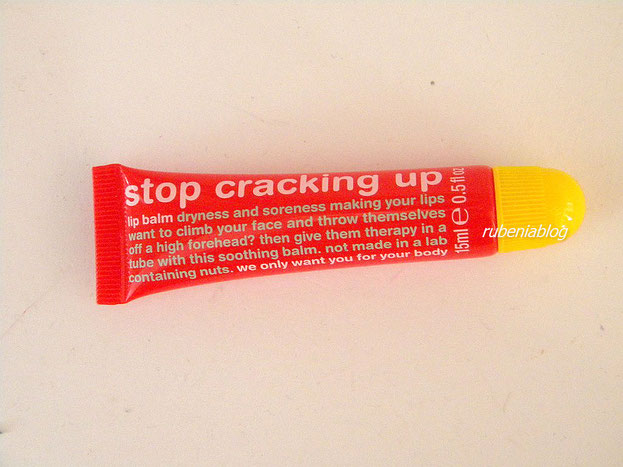 stop cracking up
lip balm dryness and soreness making your lips
want to climb your face and throw themselves
off a high forehead? then give them therapy in a
tube with this soothing balm. not made in a lab
containing nuts. we only want you for your body
15ml e 0.5fl oz
rubeniablog